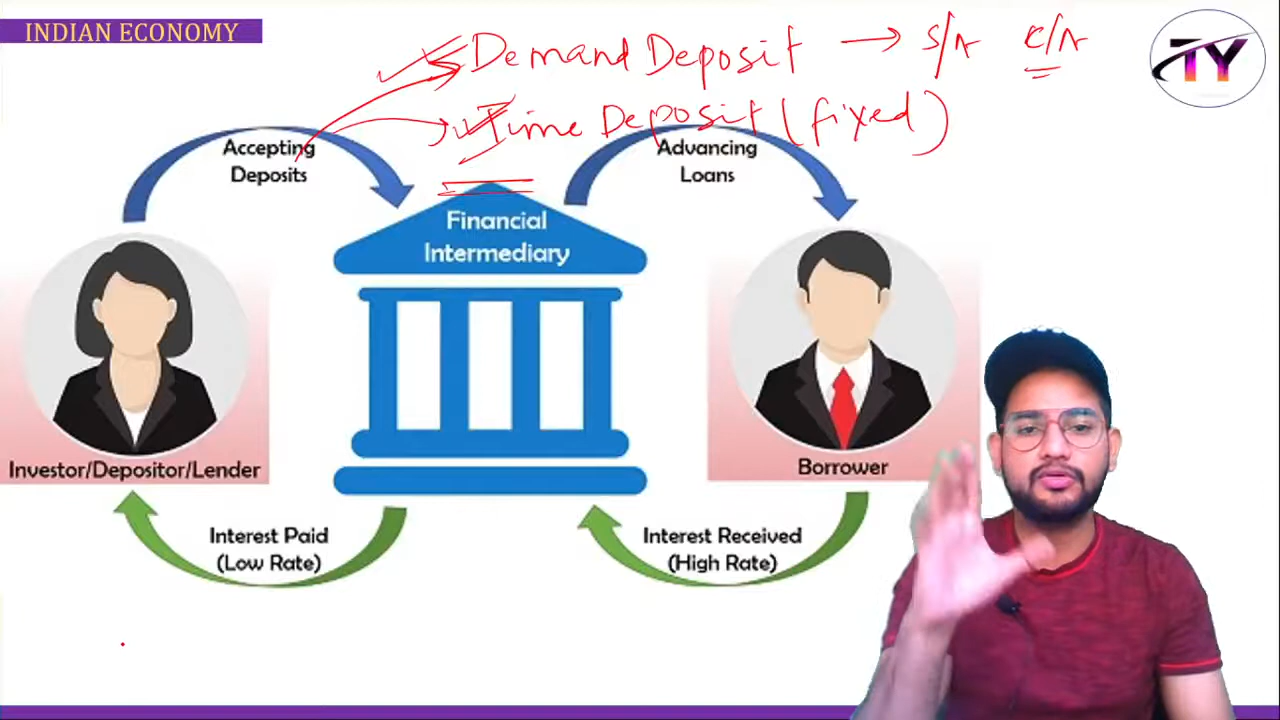 INDIAN ECONOMY
Demand Deposit → S/A C/A
Time Deposit (fixed)
TY
Accepting
Deposits
Advancing
Loans
Financial
Intermediary
Investor/Depositor/Lender
Borrower
Interest Paid
(Low Rate)
Interest Received
(High Rate)